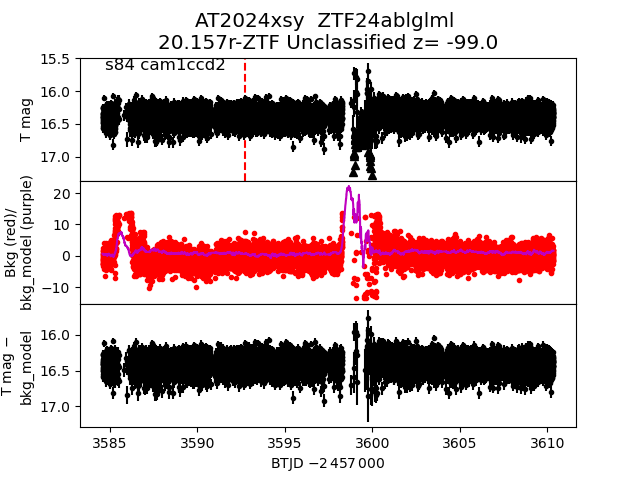 AT2024xsy  ZTF24ablglml
20.157r-ZTF Unclassified z= -99.0
s84 cam1ccd2
T mag
15.5
16.0
16.5
17.0
Bkg (red)/
bkg_model (purple)
20
10
0
−10
T mag −
bkg_model
16.0
16.5
17.0
3585 3590 3595 3600 3605 3610
BTJD −2 457 000